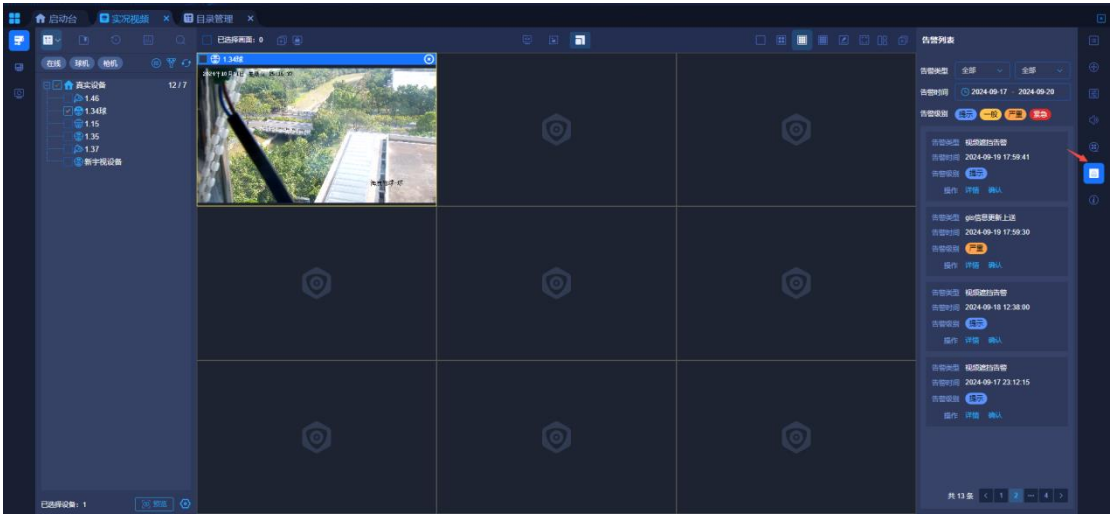 启动台 实况视频 × 目录管理 ×
已选择画面：0
在线 球机 枪机
真实设备 12 / 7
1.46
1.34球
1.15
1.35
1.37
新宇视设备
已选择设备：1
1.34球
告警列表
告警类型 全部 全部
告警时间 2024-09-17 - 2024-09-20
告警级别 提示 一般 严重 紧急
告警类型 视频遮挡告警
告警时间 2024-09-19 17:59:41
告警级别 提示
操作 详情 确认
告警类型 gis信息更新上送
告警时间 2024-09-19 17:59:30
告警级别 严重
操作 详情 确认
告警类型 视频遮挡告警
告警时间 2024-09-18 12:38:00
告警级别 提示
操作 详情 确认
告警类型 视频遮挡告警
告警时间 2024-09-17 23:12:15
告警级别 提示
操作 详情 确认
共 13 条 < 1 2 ··· 4 >